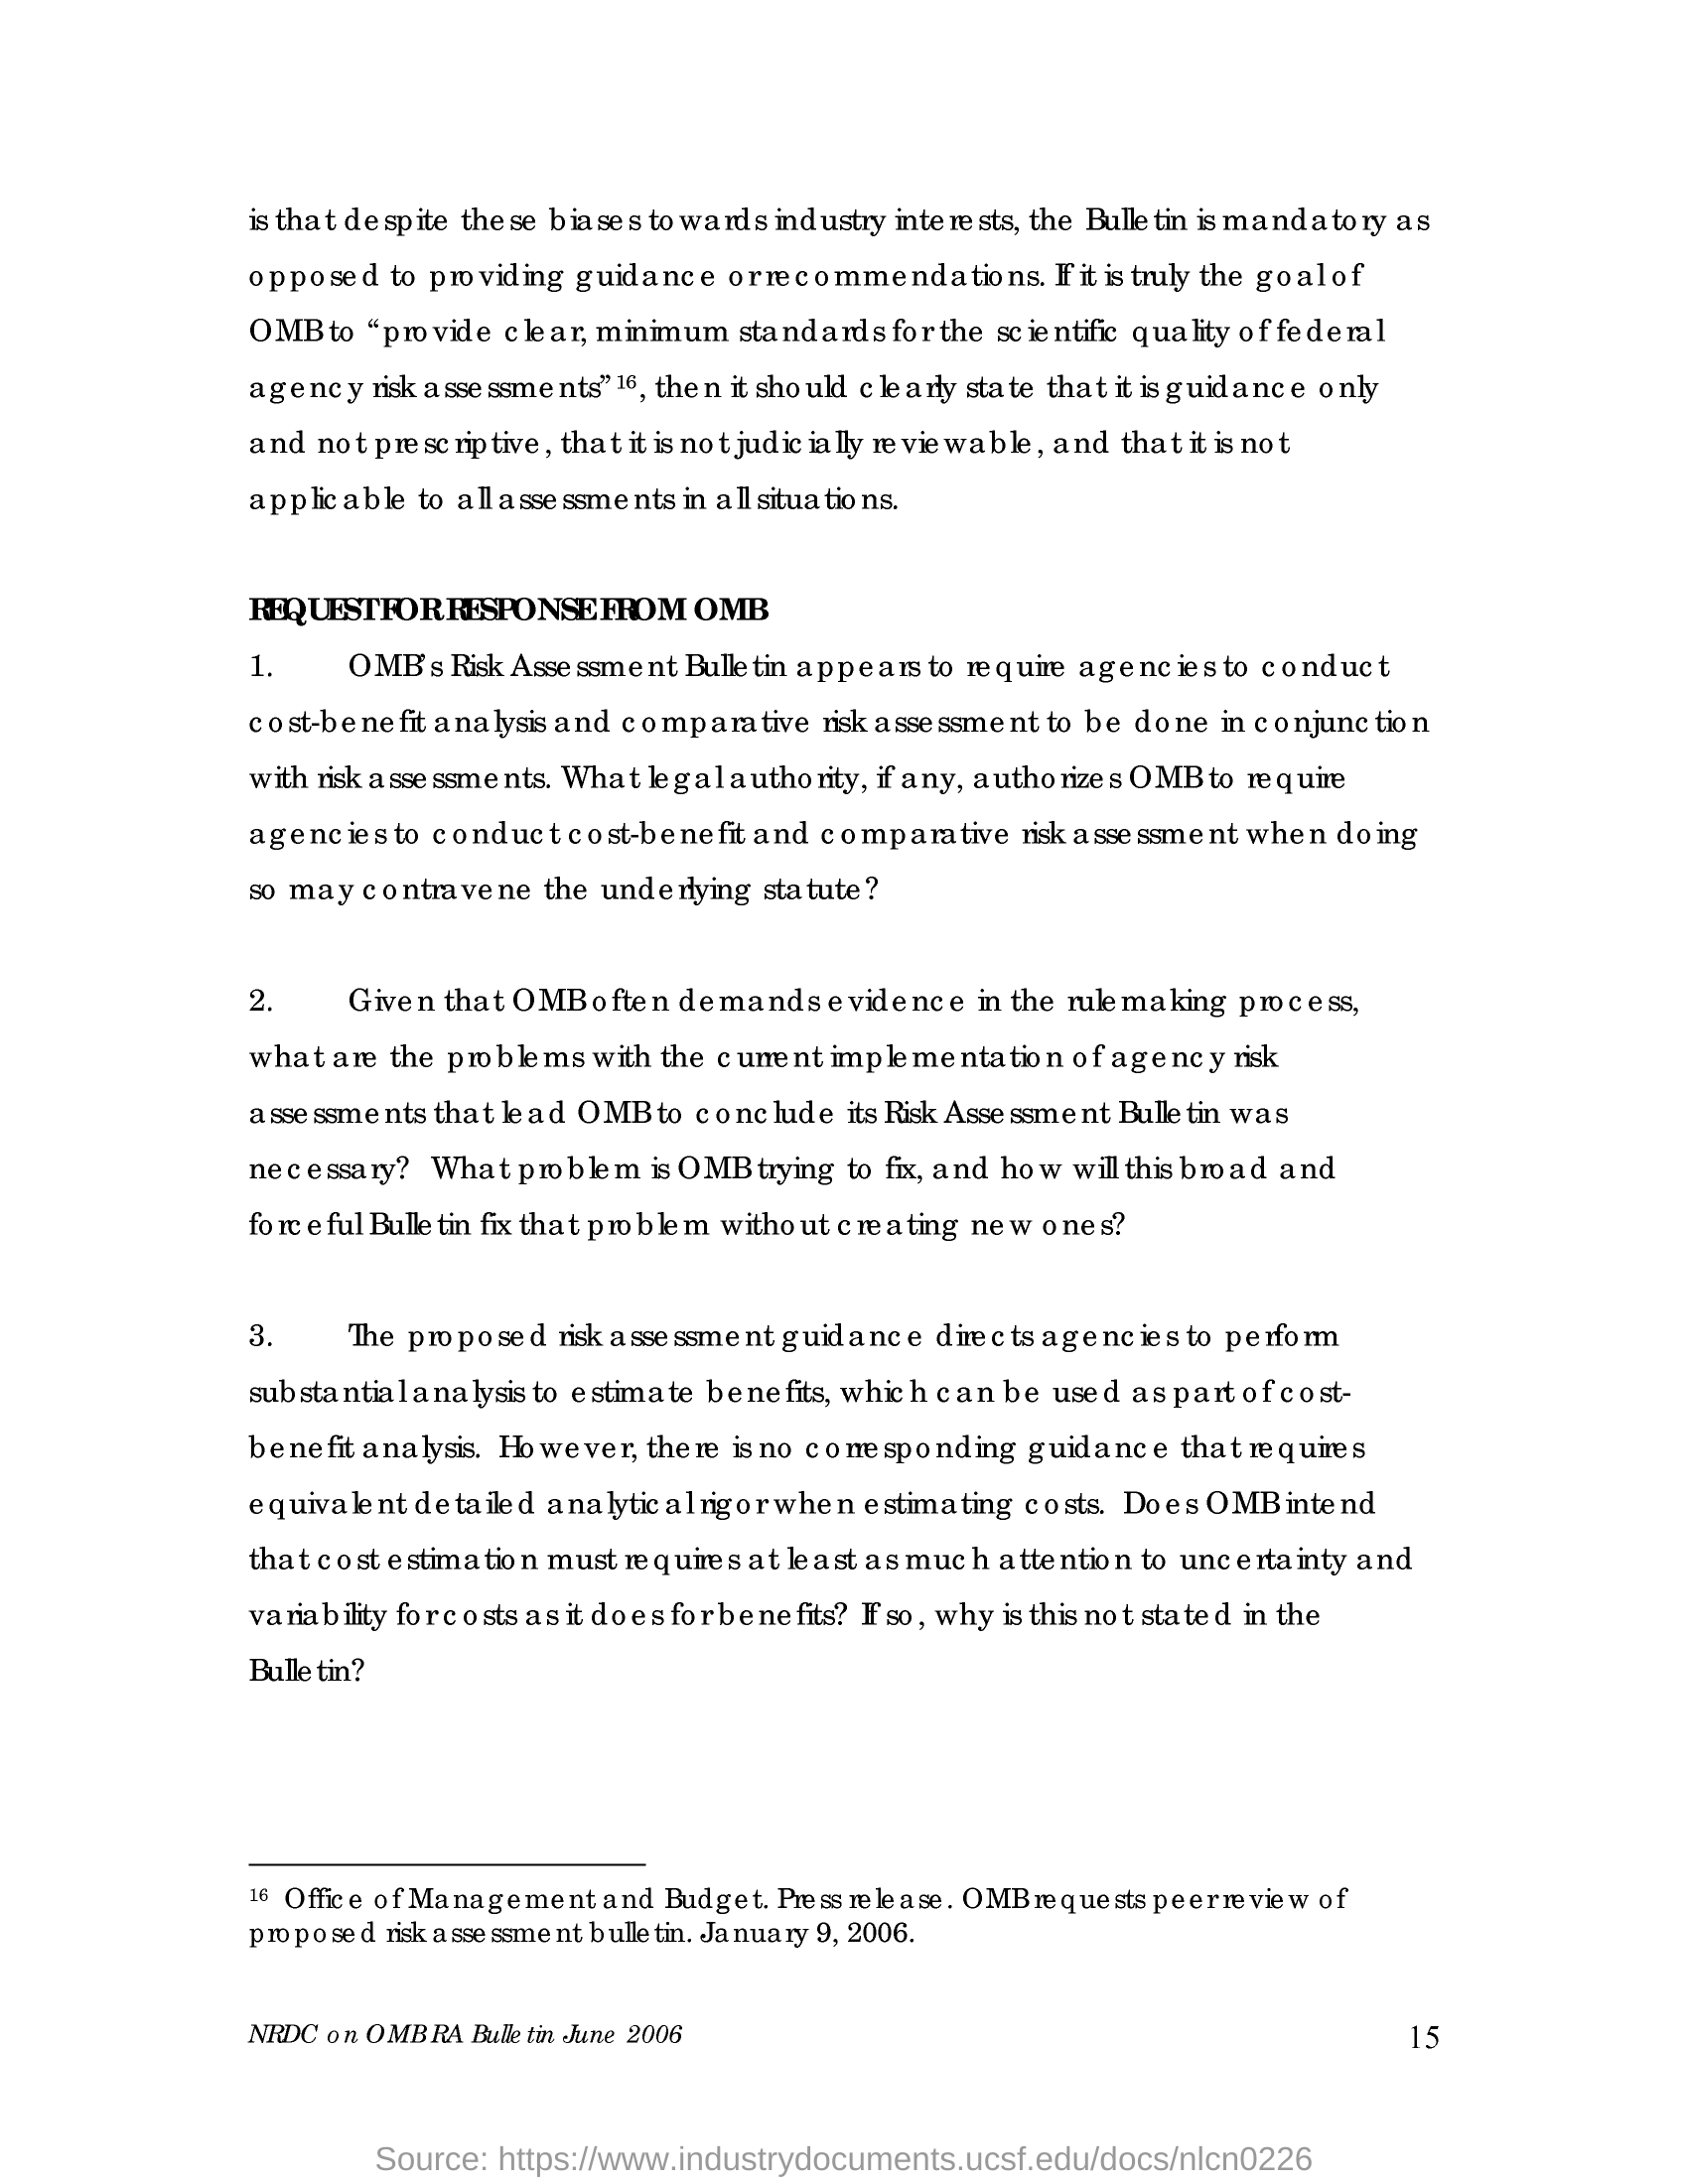 is that despite these biases towards industry interests, the Bulletin is mandatory as
opposed to providing guidance or recommendations. If it is truly the goal of
OMB to “provide clear, minimum standards for the scientific quality of federal
agency risk assessments”16, then it should clearly state that it is guidance only
and not prescriptive, that it is not judicially reviewable, and that it is not
applicable to all assessments in all situations.
REQUEST FOR RESPONSE FROM OMB
1. OMB’s Risk Assessment Bulletin appears to require agencies to conduct
cost-benefit analysis and comparative risk assessment to be done in conjunction
with risk assessments. What legal authority, if any, authorizes OMB to require
agencies to conduct cost-benefit and comparative risk assessment when doing
so may contravene the underlying statute?
2. Given that OMB often demands evidence in the rulemaking process,
what are the problems with the current implementation of agency risk
assessments that lead OMB to conclude its Risk Assessment Bulletin was
necessary? What problem is OMB trying to fix, and how will this broad and
forceful Bulletin fix that problem without creating new ones?
3. The proposed risk assessment guidance directs agencies to perform
substantial analysis to estimate benefits, which can be used as part of cost-
benefit analysis. However, there is no corresponding guidance that requires
equivalent detailed analytical rigor when estimating costs. Does OMB intend
that cost estimation must requires at least as much attention to uncertainty and
variability for costs as it does for benefits? If so, why is this not stated in the
Bulletin?
16 Office of Management and Budget. Press release. OMB requests peer review of
proposed risk assessment bulletin. January 9, 2006.
NRDC on OMB RA Bulletin June 2006
15
Source: https://www.industrydocuments.ucsf.edu/docs/nlcn0226